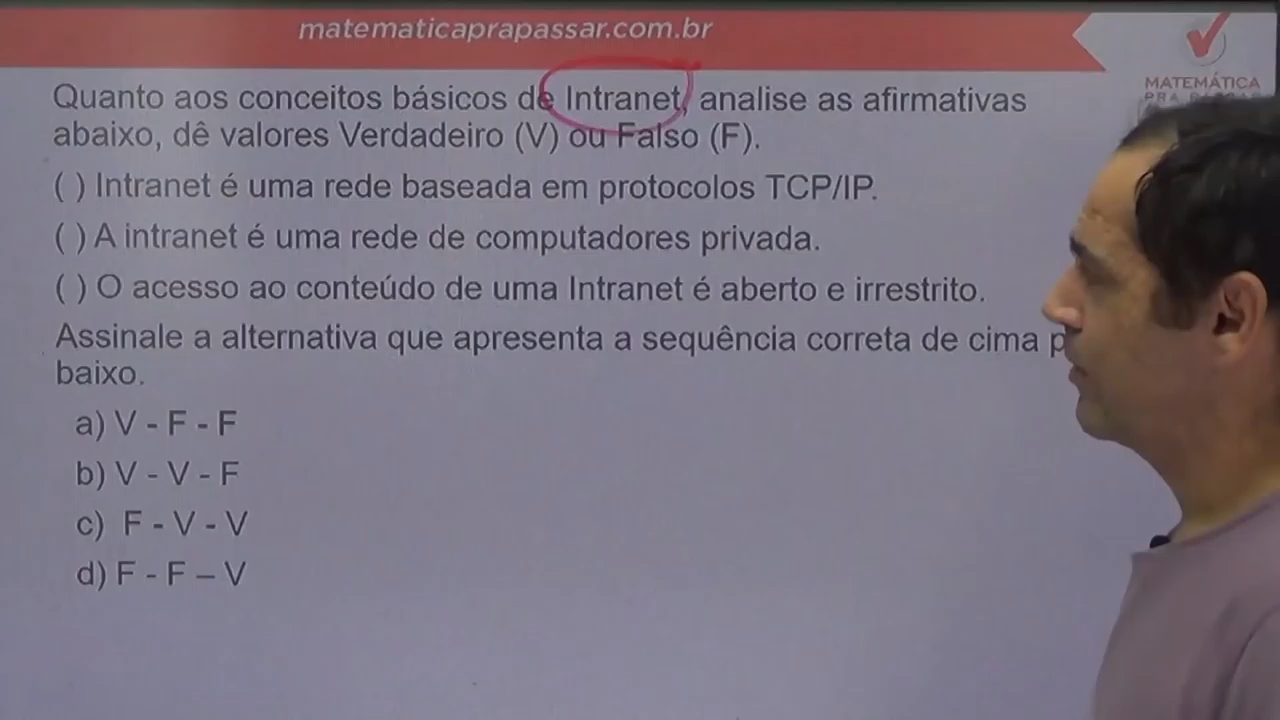 matematicaprapassar.com.br
MATEMÁTICA
Quanto aos conceitos básicos de Intranet, analise as afirmativas
abaixo, dê valores Verdadeiro (V) ou Falso (F).
( ) Intranet é uma rede baseada em protocolos TCP/IP.
( ) A intranet é uma rede de computadores privada.
( ) O acesso ao conteúdo de uma Intranet é aberto e irrestrito.
Assinale a alternativa que apresenta a sequência correta de cima p
baixo.
a) V - F - F
b) V - V - F
c) F - V - V
d) F - F – V